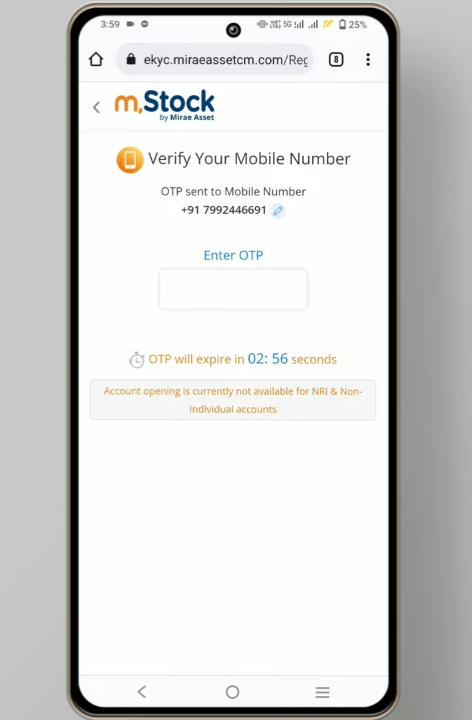 3:59
5G 25%
ekyc.miraeassetcm.com/Reg
8
m.Stock
by Mirae Asset
Verify Your Mobile Number
OTP sent to Mobile Number
+91 7992446691
Enter OTP
OTP will expire in 02: 56 seconds
Account opening is currently not available for NRI & Non-
Individual accounts